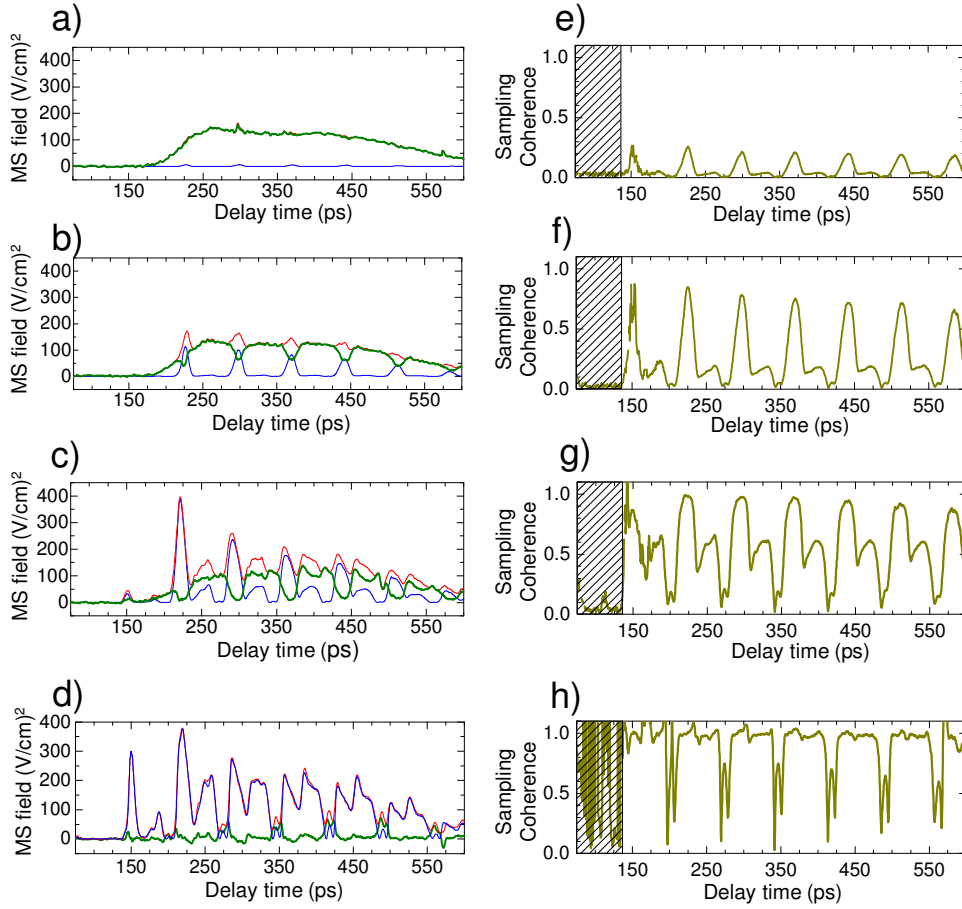 a)
MS field (V/cm)²
400
300
200
100
0
150 250 350 450 550
Delay time (ps)
e)
Sampling
Coherence
1.0
0.5
0.0
150 250 350 450 550
Delay time (ps)
b)
MS field (V/cm)²
400
300
200
100
0
150 250 350 450 550
Delay time (ps)
f)
Sampling
Coherence
1.0
0.5
0.0
150 250 350 450 550
Delay time (ps)
c)
MS field (V/cm)²
400
300
200
100
0
150 250 350 450 550
Delay time (ps)
g)
Sampling
Coherence
1.0
0.5
0.0
150 250 350 450 550
Delay time (ps)
d)
MS field (V/cm)²
400
300
200
100
0
150 250 350 450 550
Delay time (ps)
h)
Sampling
Coherence
1.0
0.5
0.0
150 250 350 450 550
Delay time (ps)